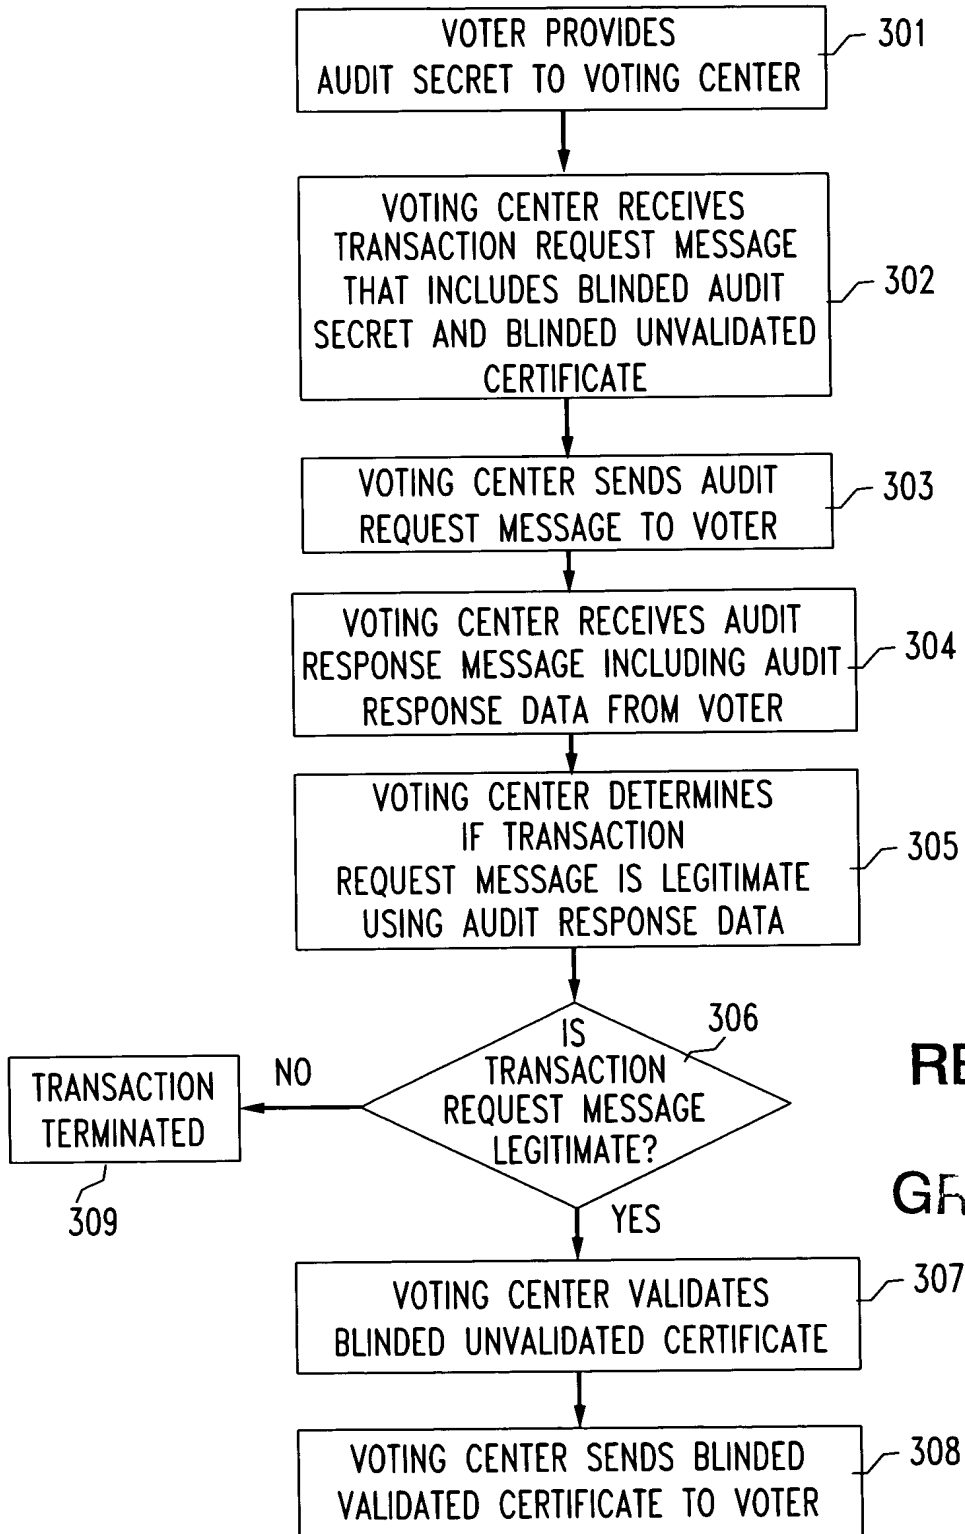 VOTER PROVIDES
AUDIT SECRET TO VOTING CENTER
301
VOTING CENTER RECEIVES
TRANSACTION REQUEST MESSAGE
THAT INCLUDES BLINDED AUDIT
SECRET AND BLINDED UNVALIDATED
CERTIFICATE
302
VOTING CENTER SENDS AUDIT
REQUEST MESSAGE TO VOTER
303
VOTING CENTER RECEIVES AUDIT
RESPONSE MESSAGE INCLUDING AUDIT
RESPONSE DATA FROM VOTER
304
VOTING CENTER DETERMINES
IF TRANSACTION
REQUEST MESSAGE IS LEGITIMATE
USING AUDIT RESPONSE DATA
305
IS
TRANSACTION
REQUEST MESSAGE
LEGITIMATE?
306
NO
TRANSACTION
TERMINATED
309
YES
VOTING CENTER VALIDATES
BLINDED UNVALIDATED CERTIFICATE
307
VOTING CENTER SENDS BLINDED
VALIDATED CERTIFICATE TO VOTER
308